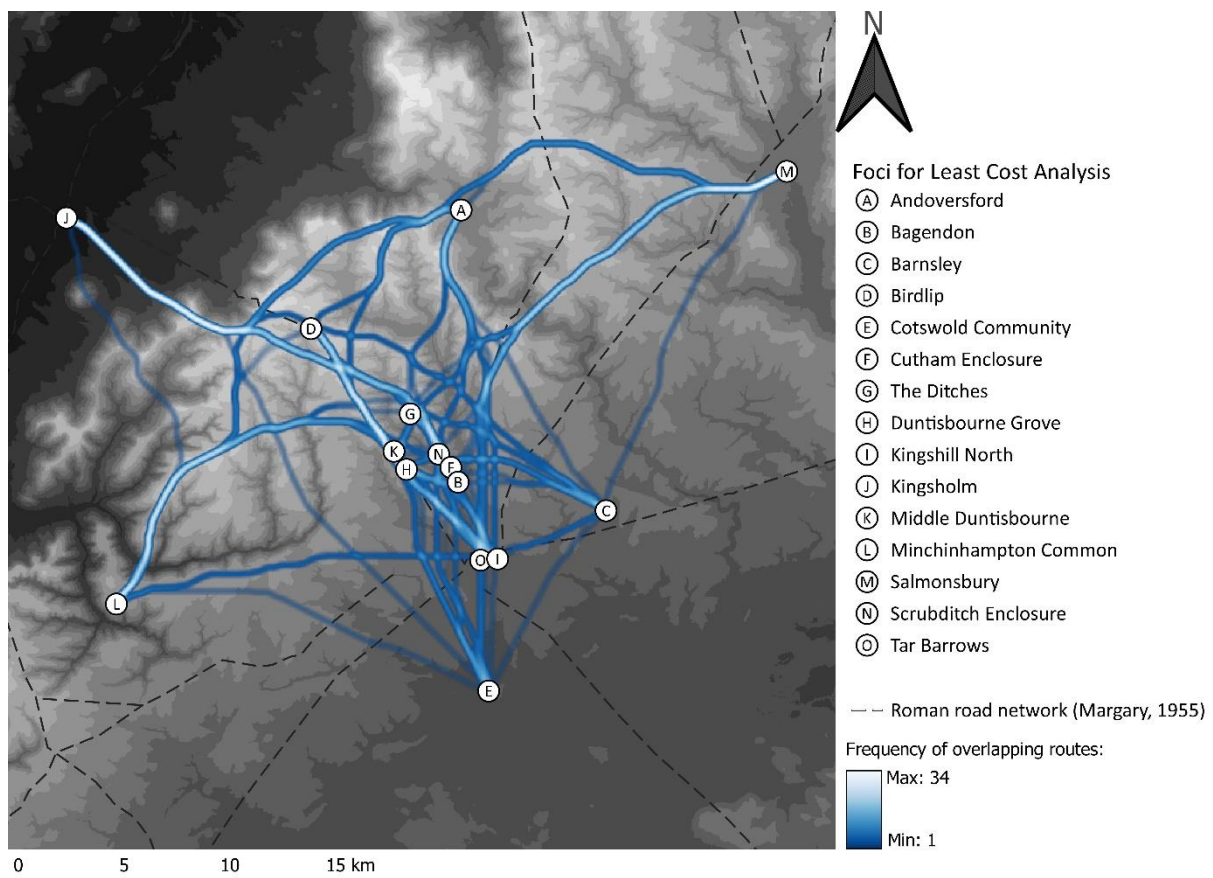 N
Foci for Least Cost Analysis
A Andoversford
B Bagendon
C Barnsley
D Birdlip
E Cotswold Community
F Cutham Enclosure
G The Ditches
H Duntisbourne Grove
I Kingshill North
J Kingsholm
K Middle Duntisbourne
L Minchinhampton Common
M Salmonsbury
N Scrubditch Enclosure
O Tar Barrows
Roman road network (Margary, 1955)
Frequency of overlapping routes:
Max: 34
Min: 1
M
A
J
D
G
K
N
H
F
B
C
O I
L
E
0 5 10 15 km